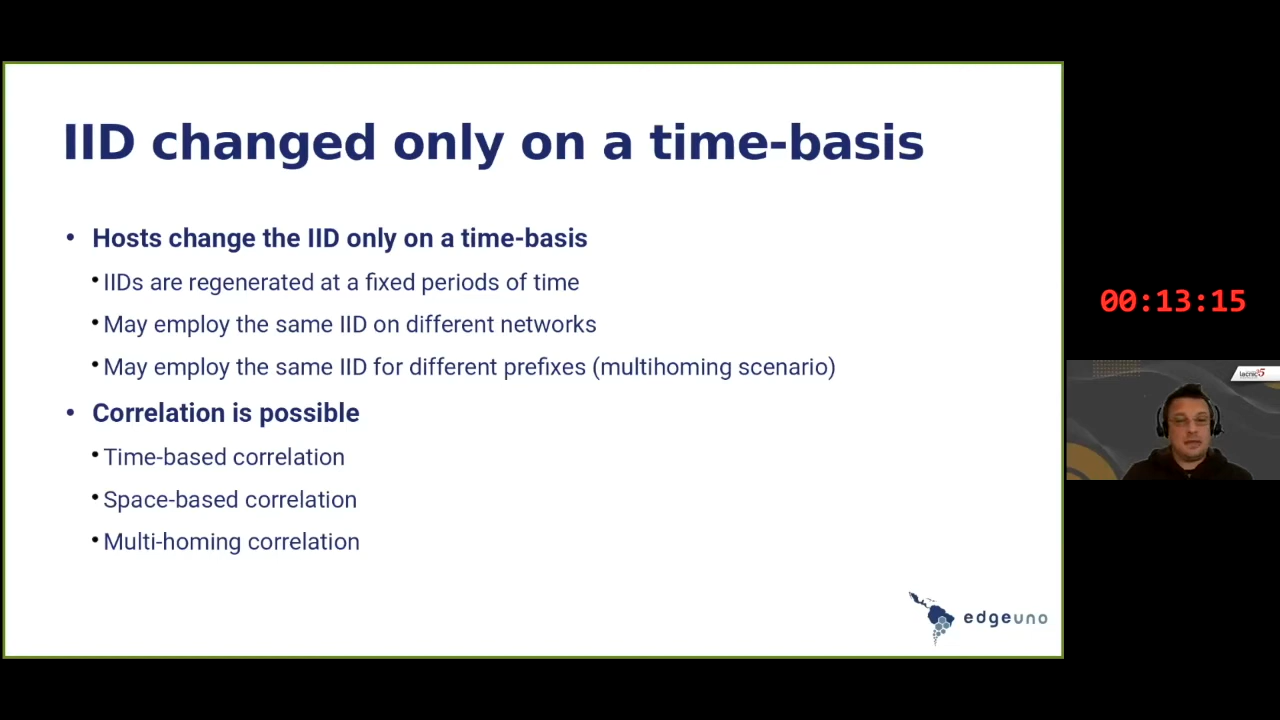 IID changed only on a time-basis
• Hosts change the IID only on a time-basis
• IIDs are regenerated at a fixed periods of time
• May employ the same IID on different networks
• May employ the same IID for different prefixes (multihoming scenario)
• Correlation is possible
• Time-based correlation
• Space-based correlation
• Multi-homing correlation
edgeuno
00:13:15
lacnic35